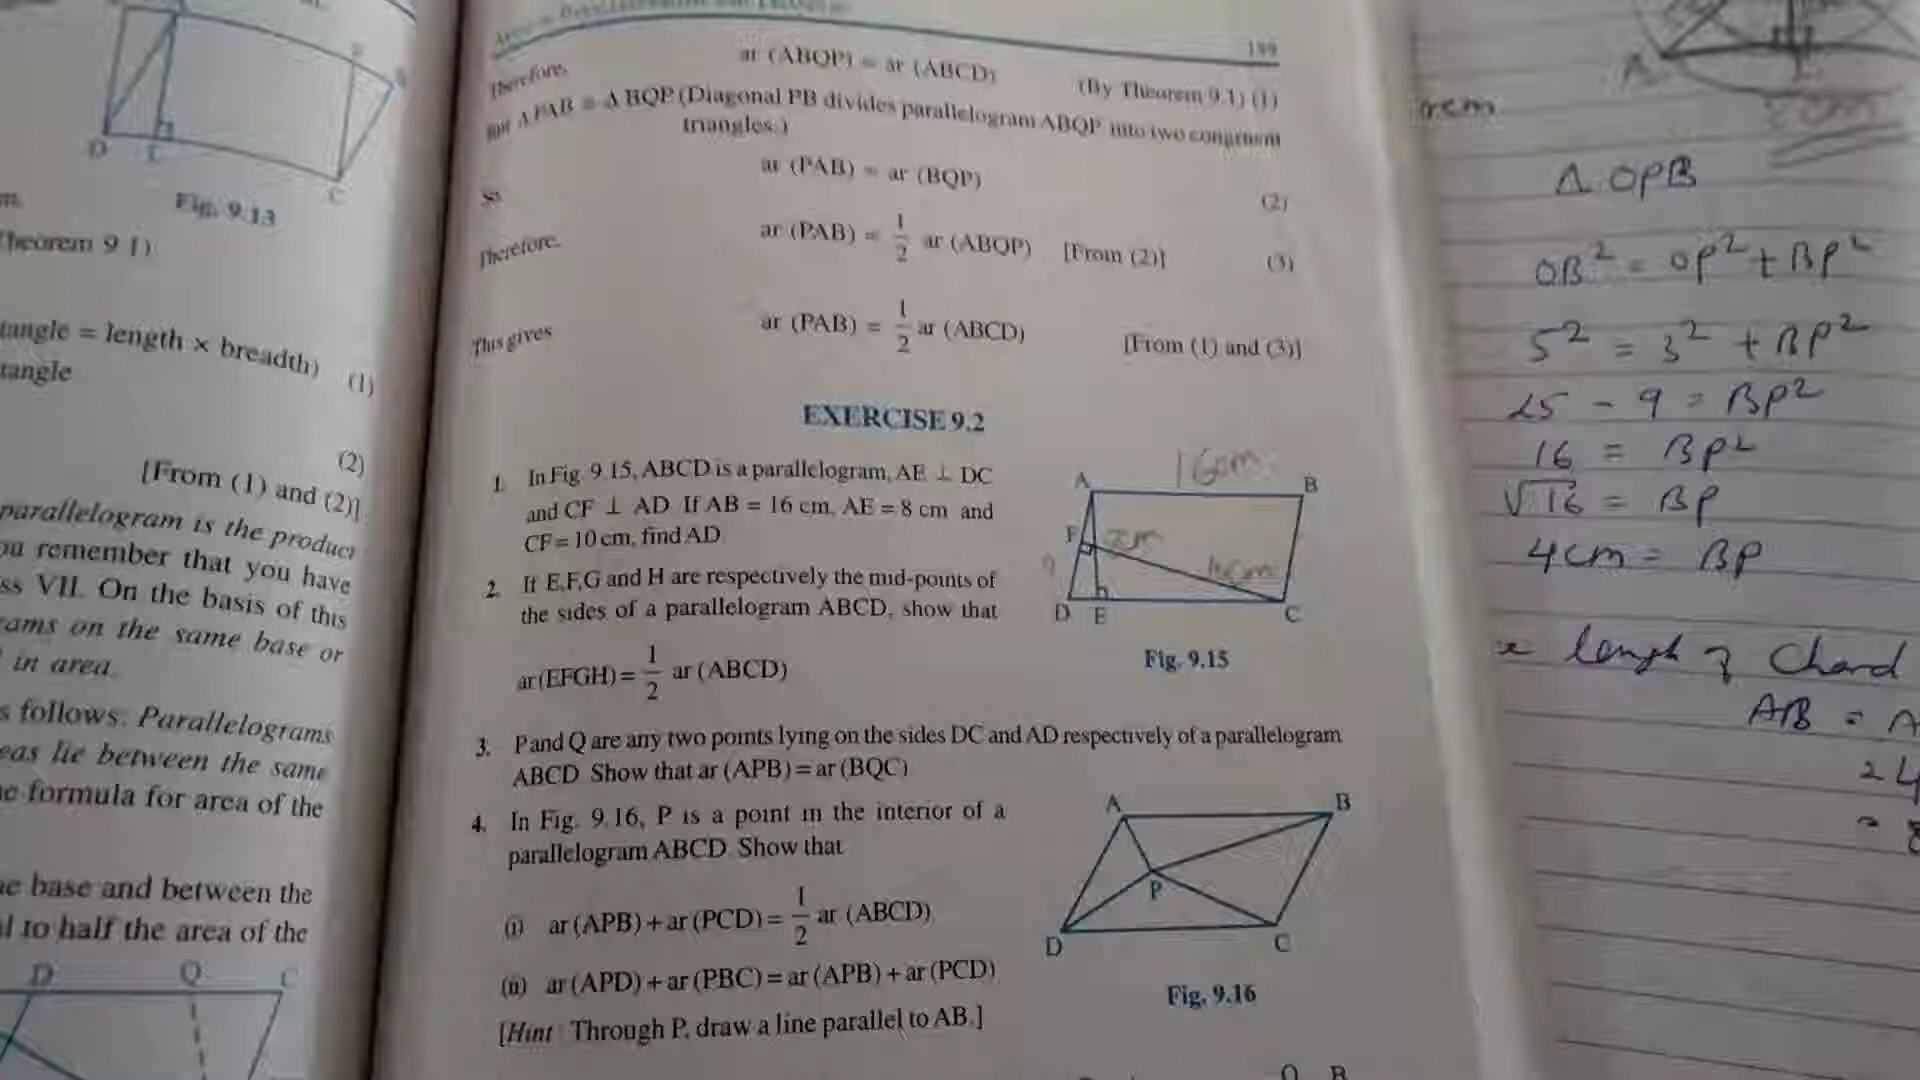 Fig. 9.13
Theorem 9.1)
tangle = length × breadth) (1)
tangle
(2)
[From (1) and (2)]
parallelogram is the product
ou remember that you have
ss VII. On the basis of this
rams on the same base or
in area.
s follows: Parallelograms
eas lie between the same
e formula for area of the
e base and between the
l to half the area of the
D Q C
199
Therefore, ar (ABQP) = ar (ABCD) (By Theorem 9.1) (1)
But Δ PAB ≅ Δ BQP (Diagonal PB divides parallelogram ABQP into two congruent
triangles.)
So, ar (PAB) = ar (BQP) (2)
Therefore, ar (PAB) = 1/2 ar (ABQP) [From (2)] (3)
This gives ar (PAB) = 1/2 ar (ABCD) [From (1) and (3)]
EXERCISE 9.2
1. In Fig. 9.15, ABCD is a parallelogram, AE ⊥ DC
and CF ⊥ AD. If AB = 16 cm, AE = 8 cm and
CF = 10 cm, find AD.
2. If E,F,G and H are respectively the mid-points of
the sides of a parallelogram ABCD, show that
ar (EFGH) = 1/2 ar (ABCD)
16cm
A B
F
D E C
Fig. 9.15
3. P and Q are any two points lying on the sides DC and AD respectively of a parallelogram
ABCD. Show that ar (APB) = ar (BQC).
4. In Fig. 9.16, P is a point in the interior of a
parallelogram ABCD. Show that
(i) ar (APB) + ar (PCD) = 1/2 ar (ABCD)
(ii) ar (APD) + ar (PBC) = ar (APB) + ar (PCD)
[Hint : Through P, draw a line parallel to AB.]
A B
P
D C
Fig. 9.16
Q B
Δ OPB
OB² = OP² + BP²
5² = 3² + BP²
25 - 9 = BP²
16 = BP²
√16 = BP
4cm = BP
length of Chord
AB =